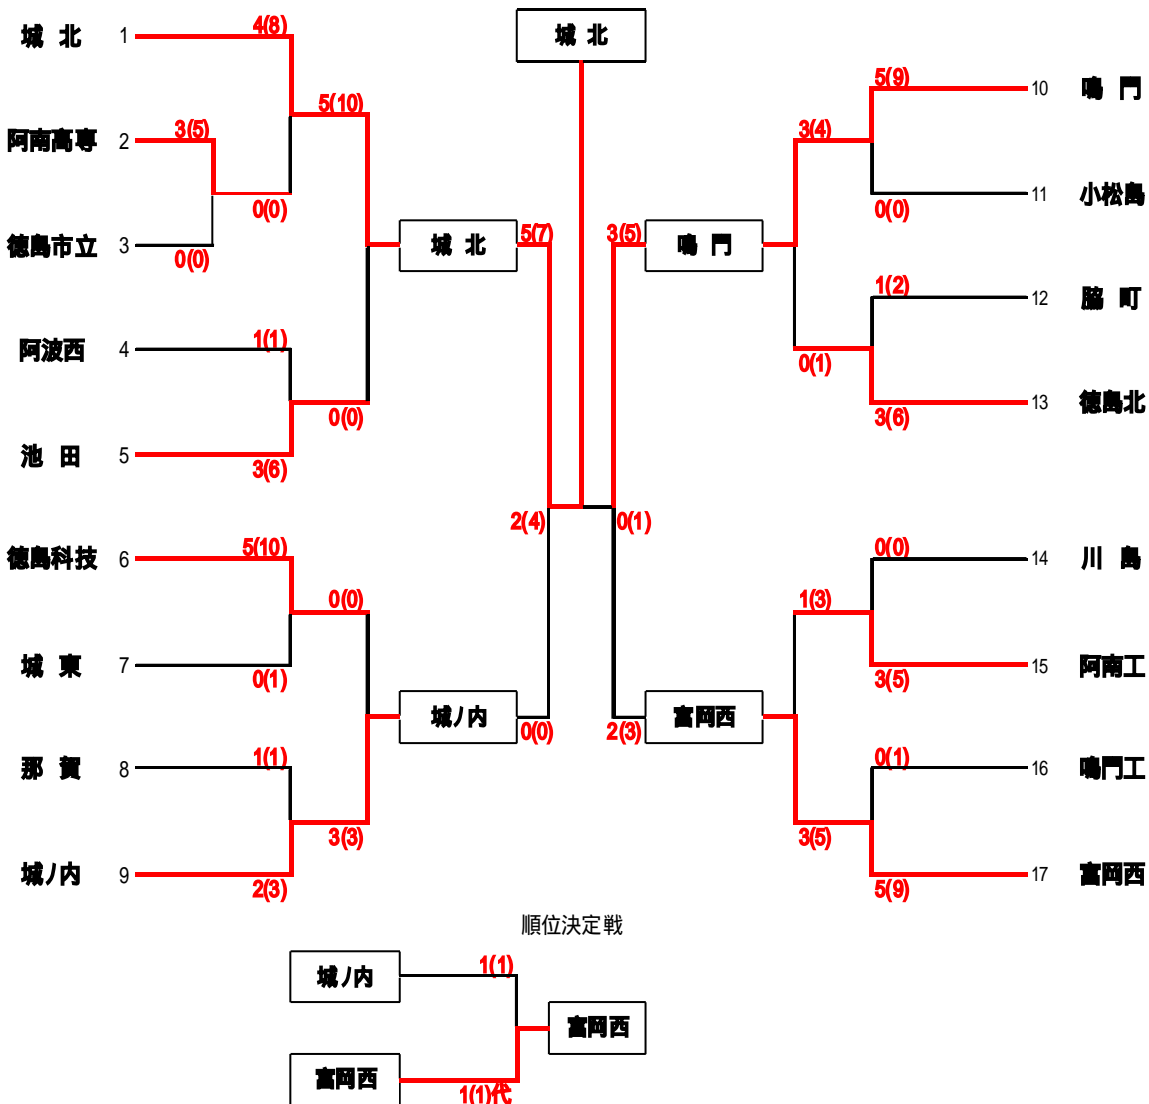 城北
城 北 1 4(8)
5(10)
阿南高専 2 3(5)
0(0)
徳島市立 3 0(0)
城 北 5(7)
阿波西 4 1(1)
0(0)
池 田 5 3(6)
2(4)
徳島科技 6 5(10)
0(0)
城 東 7 0(1)
城ノ内 0(0)
那 賀 8 1(1)
3(3)
城ノ内 9 2(3)
5(9) 10 鳴 門
3(4)
0(0) 11 小松島
3(5) 鳴 門
1(2) 12 脇 町
0(1)
3(6) 13 徳島北
0(1)
0(0) 14 川 島
1(3)
3(5) 15 阿南工
2(3) 富岡西
0(1) 16 鳴門工
3(5)
5(9) 17 富岡西
順位決定戦
城ノ内 1(1)
富岡西
富岡西 1(1)代